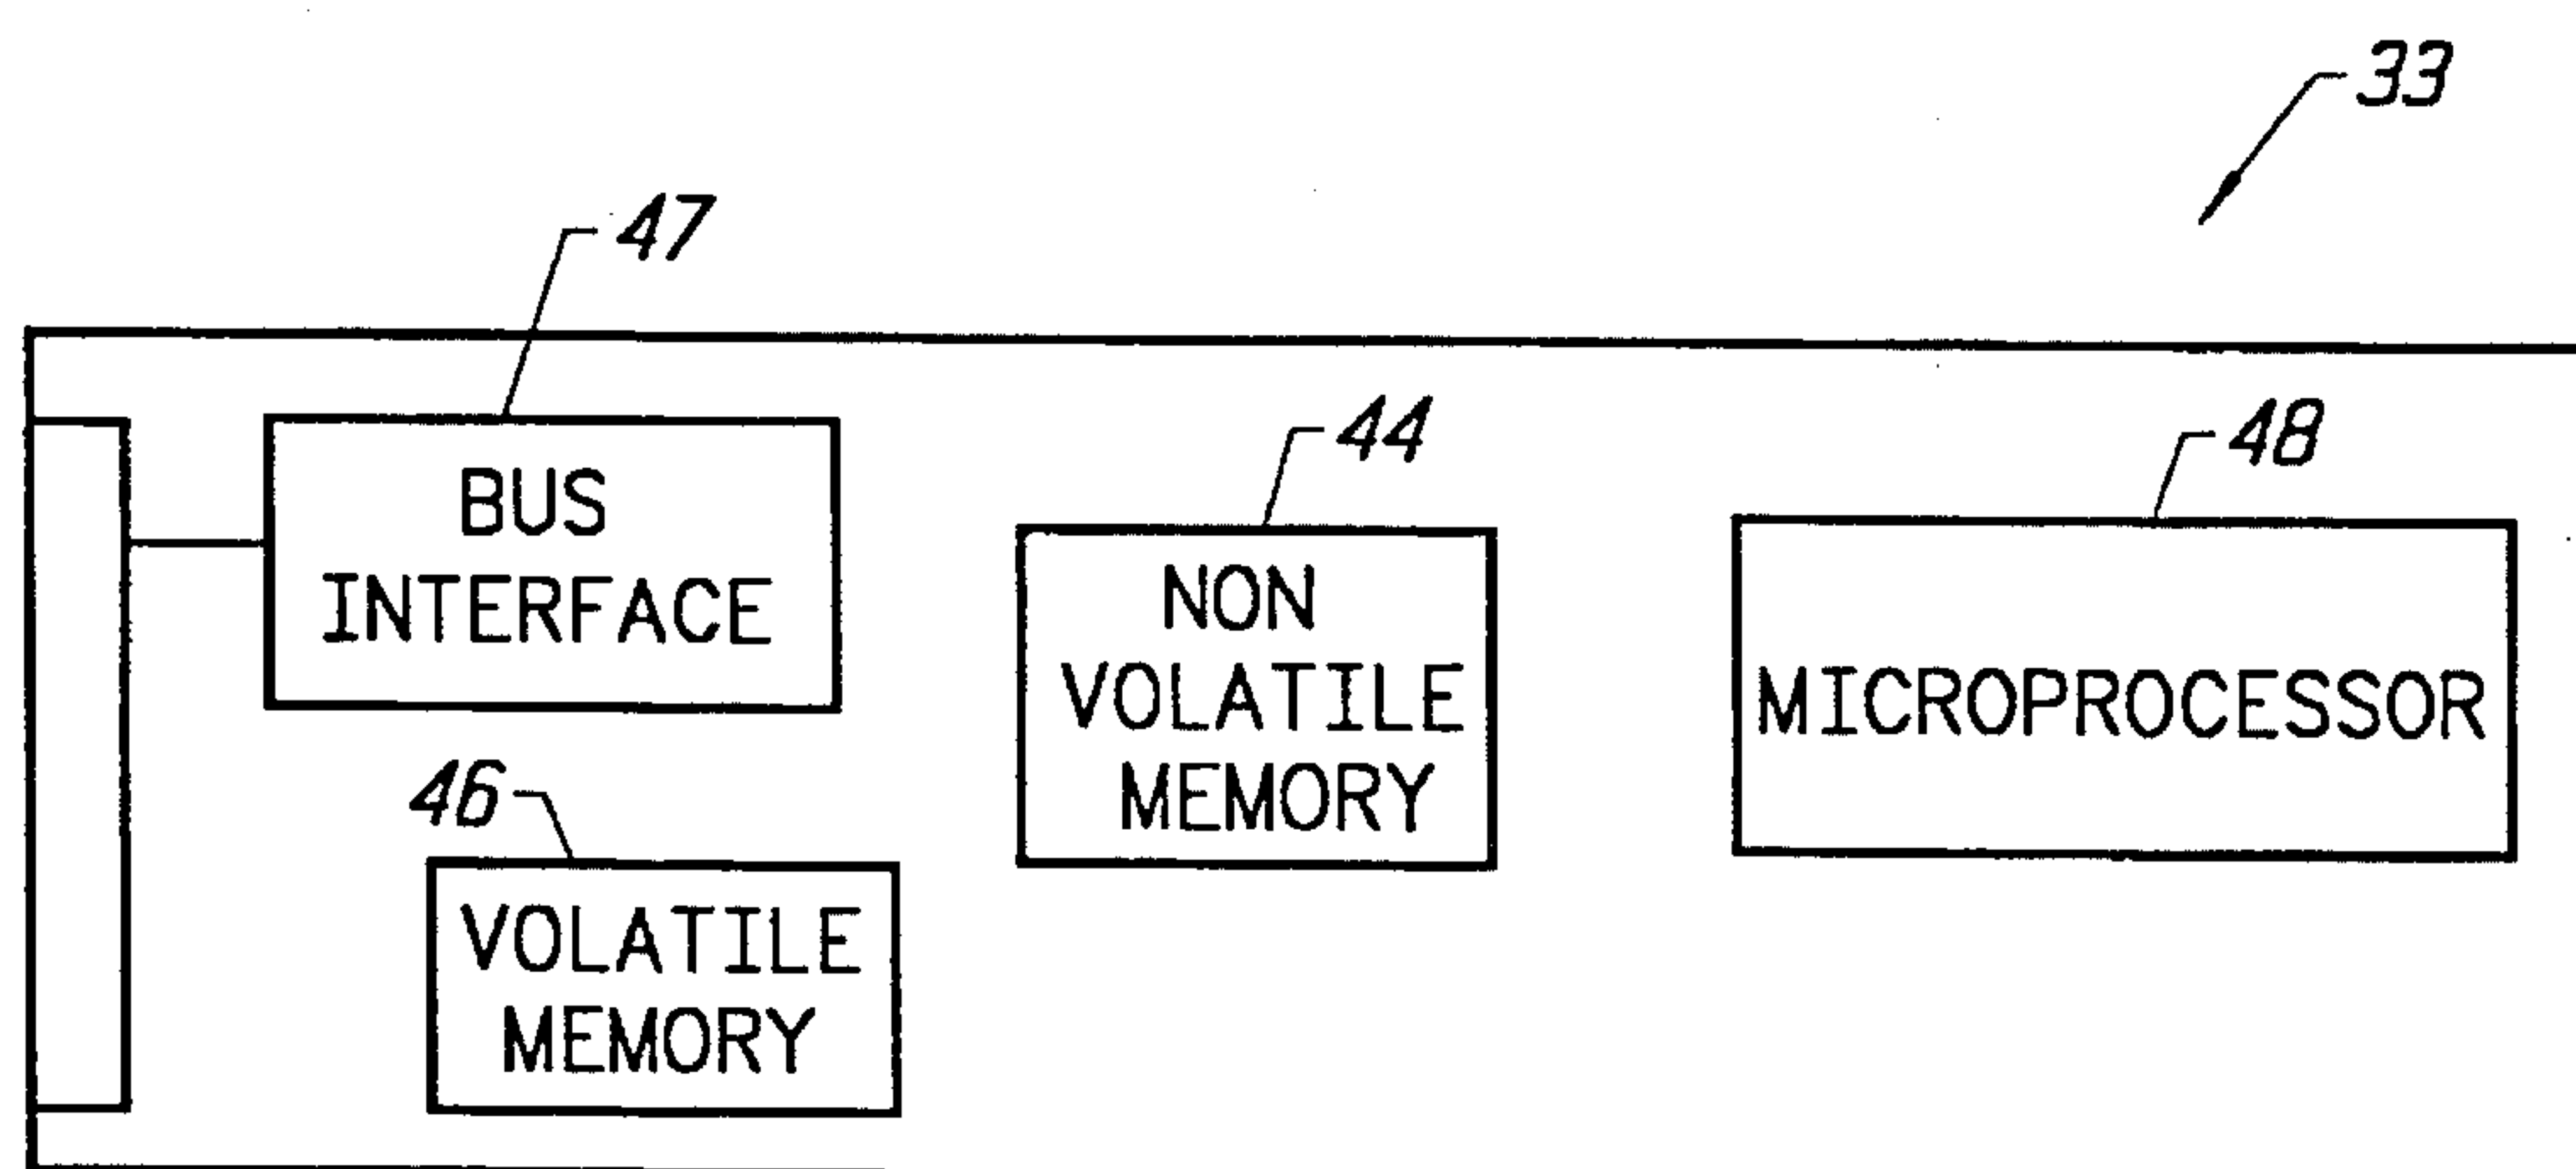 33
47
BUS
INTERFACE
44
NON
VOLATILE
MEMORY
48
MICROPROCESSOR
46
VOLATILE
MEMORY